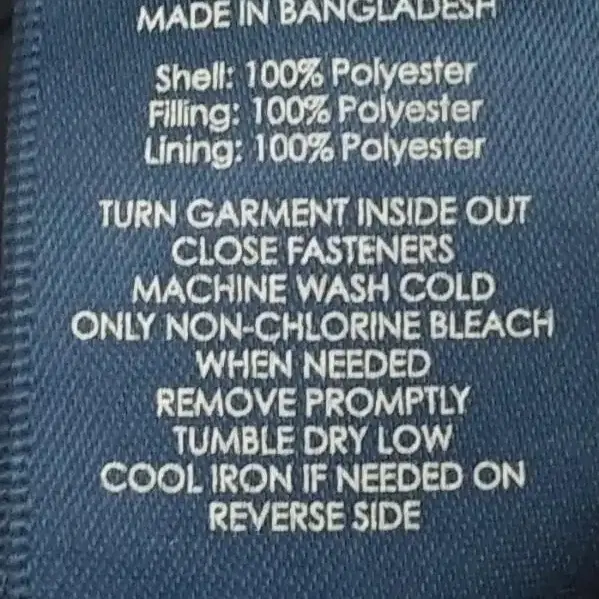 MADE IN BANGLADESH
Shell: 100% Polyester
Filling: 100% Polyester
Lining: 100% Polyester
TURN GARMENT INSIDE OUT
CLOSE FASTENERS
MACHINE WASH COLD
ONLY NON-CHLORINE BLEACH
WHEN NEEDED
REMOVE PROMPTLY
TUMBLE DRY LOW
COOL IRON IF NEEDED ON
REVERSE SIDE